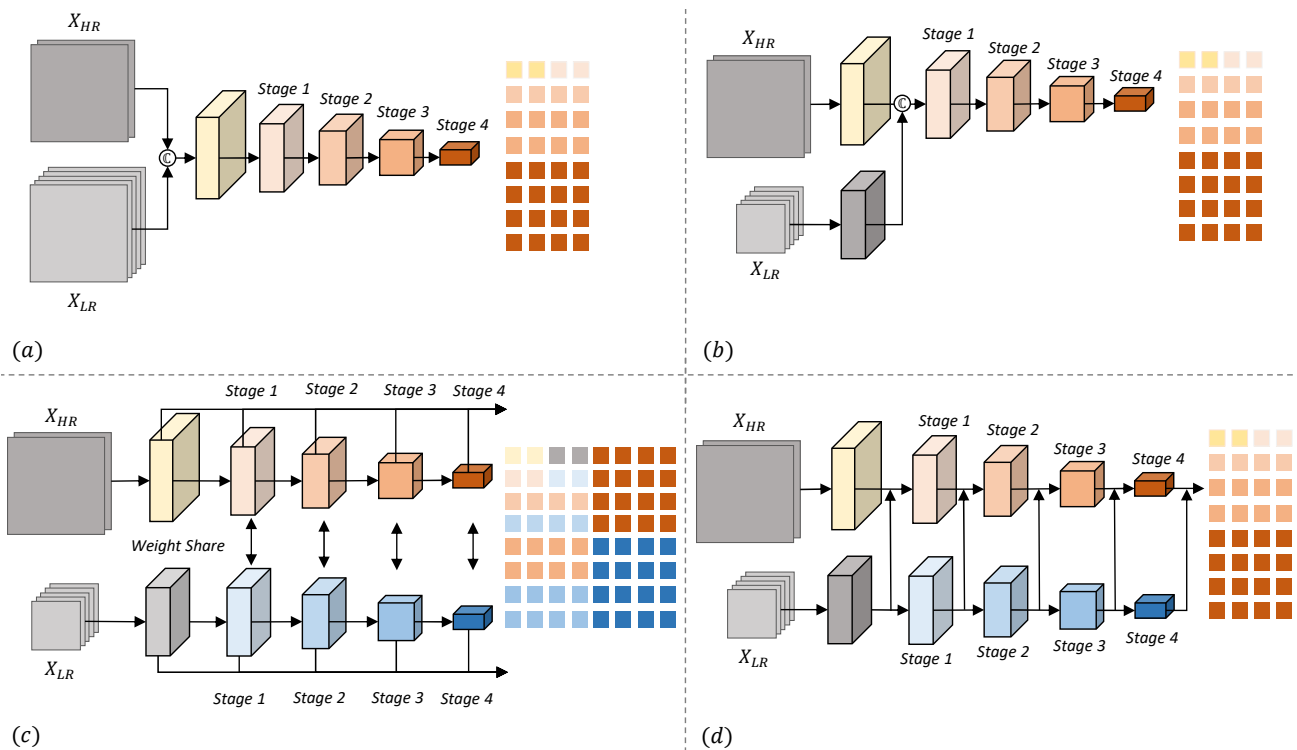 X_HR
Stage 1
Stage 2
Stage 3
Stage 4
ℂ
X_LR
(a)
X_HR
Stage 1
Stage 2
Stage 3
Stage 4
ℂ
X_LR
(b)
Stage 1
Stage 2
Stage 3
Stage 4
X_HR
Weight Share
X_LR
Stage 1
Stage 2
Stage 3
Stage 4
(c)
X_HR
Stage 1
Stage 2
Stage 3
Stage 4
X_LR
Stage 1
Stage 2
Stage 3
Stage 4
(d)